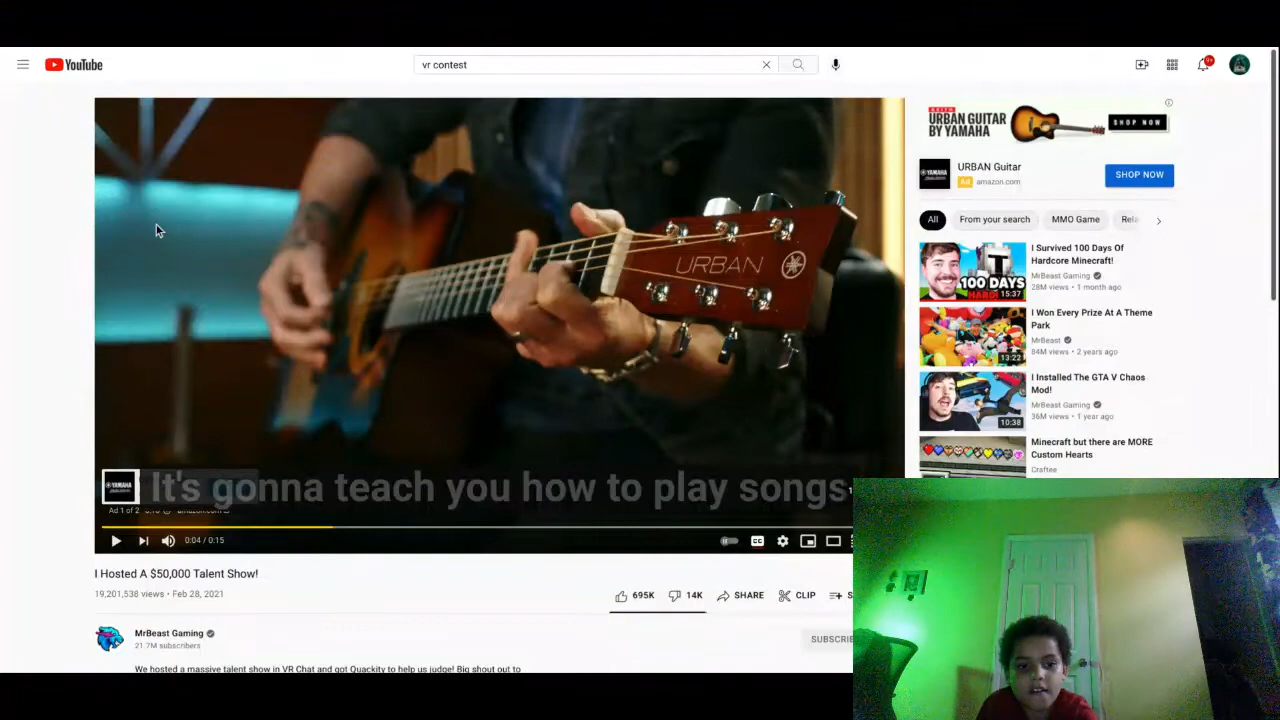 YouTube
vr contest
9+
URBAN
It's gonna teach you how to play songs
YAMAHA
Ad 1 of 2
0:04 / 0:15
CC
I Hosted A $50,000 Talent Show!
19,201,538 views • Feb 28, 2021
695K
14K
SHARE
CLIP
MrBeast Gaming
21.7M subscribers
SUBSCRIBE
We hosted a massive talent show in VR Chat and got Quackity to help us judge! Big shout out to
KEITH
URBAN GUITAR
BY YAMAHA
SHOP NOW
URBAN Guitar
Ad amazon.com
SHOP NOW
All
From your search
MMO Game
Rela
100 DAYS
15:37
I Survived 100 Days Of
Hardcore Minecraft!
MrBeast Gaming
28M views • 1 month ago
13:22
I Won Every Prize At A Theme
Park
MrBeast
84M views • 2 years ago
10:38
I Installed The GTA V Chaos
Mod!
MrBeast Gaming
36M views • 1 year ago
Minecraft but there are MORE
Custom Hearts
Craftee